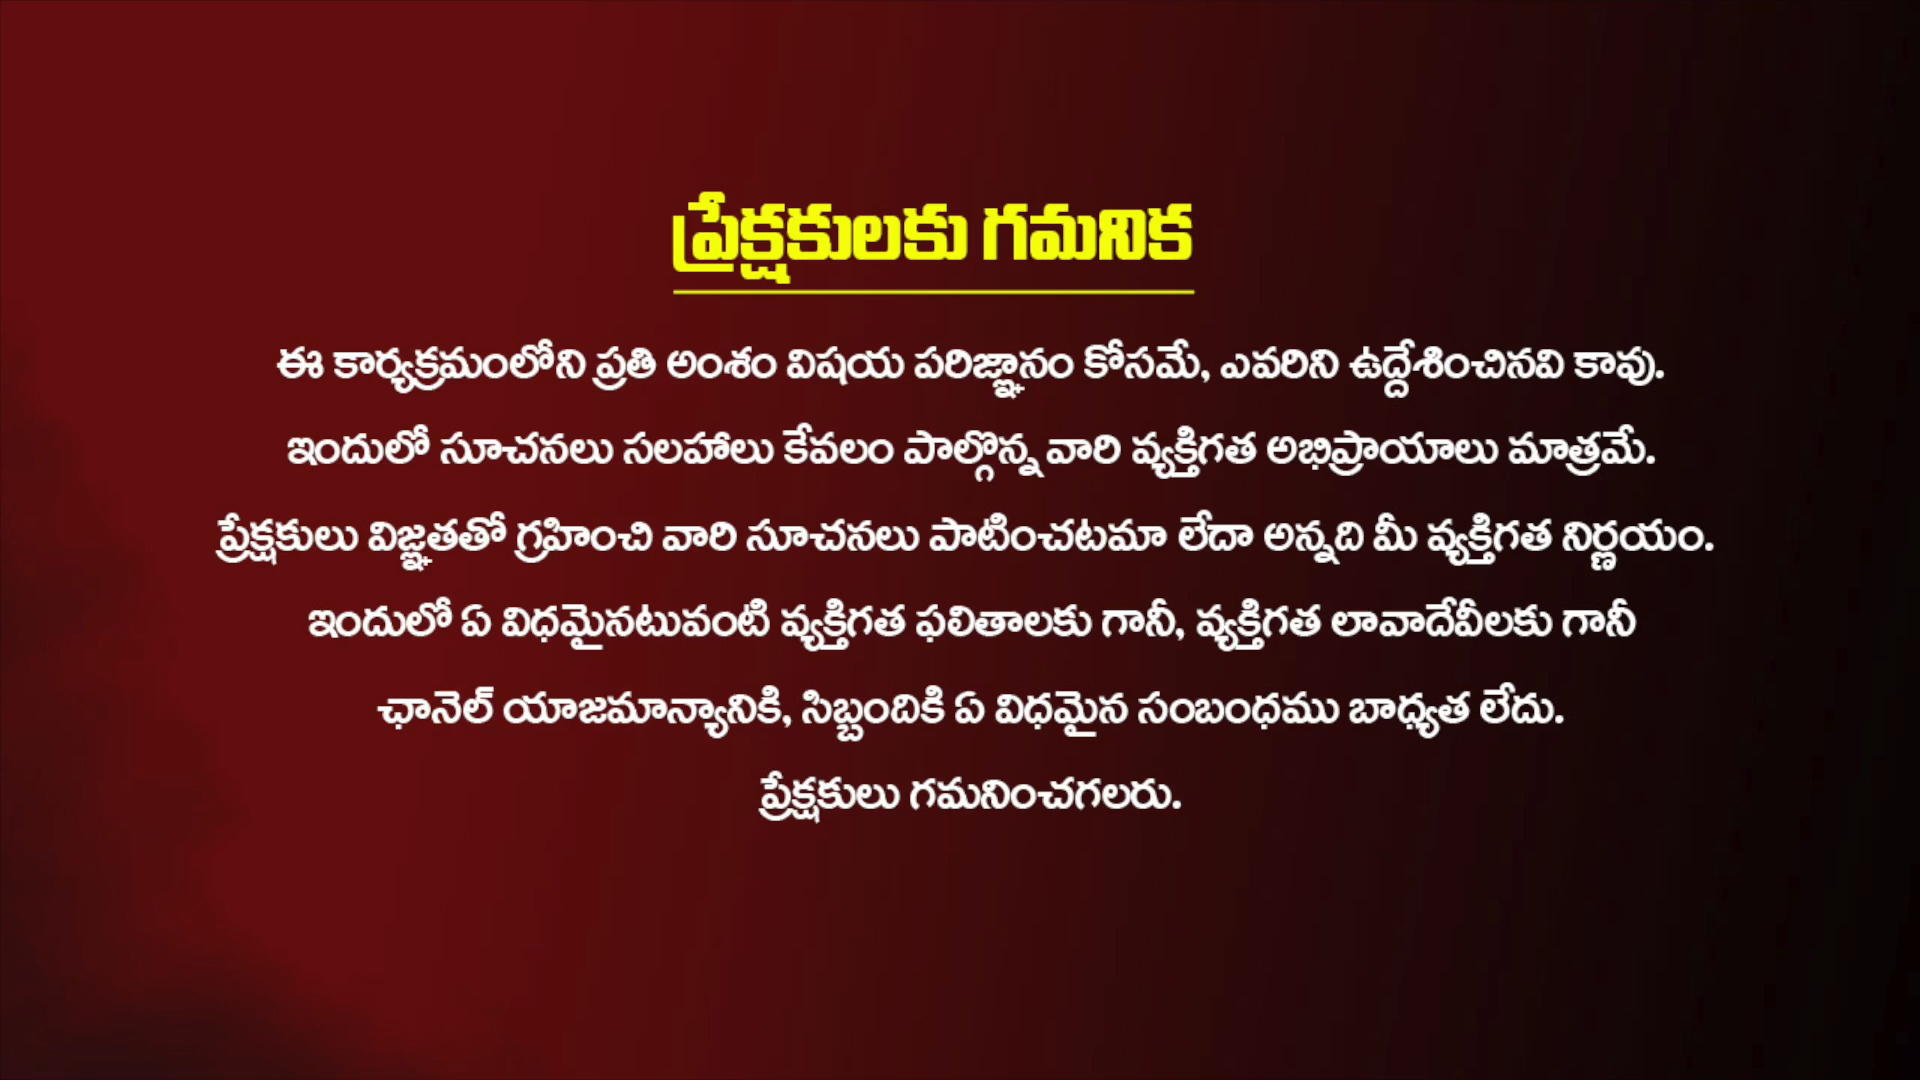 ప్రేక్షకులకు గమనిక
ఈ కార్యక్రమంలోని ప్రతి అంశం విషయ పరిజ్ఞానం కోసమే, ఎవరిని ఉద్దేశించినవి కావు.
ఇందులో సూచనలు సలహాలు కేవలం పాల్గొన్న వారి వ్యక్తిగత అభిప్రాయాలు మాత్రమే.
ప్రేక్షకులు విజ్ఞతతో గ్రహించి వారి సూచనలు పాటించటమా లేదా అన్నది మీ వ్యక్తిగత నిర్ణయం.
ఇందులో ఏ విధమైనటువంటి వ్యక్తిగత ఫలితాలకు గానీ, వ్యక్తిగత లావాదేవీలకు గానీ
ఛానెల్ యాజమాన్యానికి, సిబ్బందికి ఏ విధమైన సంబంధము బాధ్యత లేదు.
ప్రేక్షకులు గమనించగలరు.